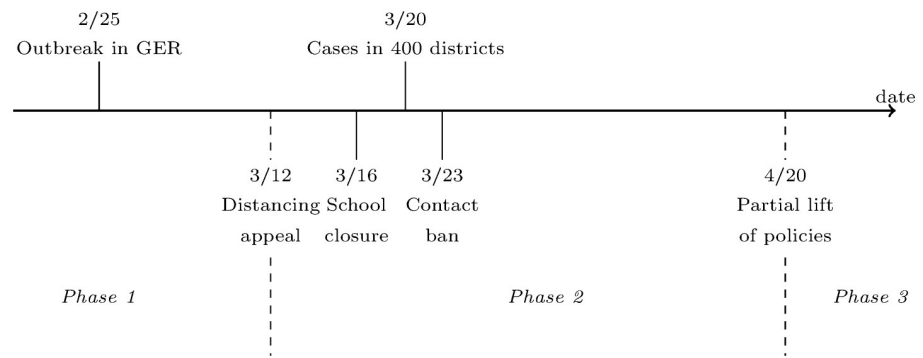 2/25
Outbreak in GER
3/20
Cases in 400 districts
date
3/12
Distancing
appeal
3/16
School
closure
3/23
Contact
ban
4/20
Partial lift
of policies
Phase 1
Phase 2
Phase 3